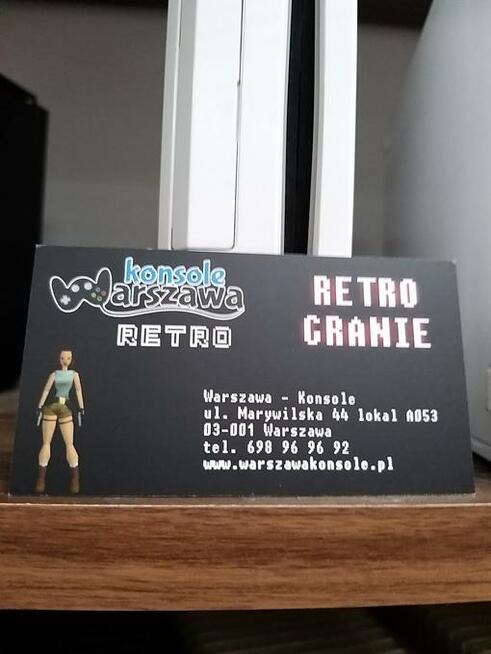 konsole
Warszawa
RETRO
RETRO
GRANIE
Warszawa - Konsole
ul. Marywilska 44 lokal A053
03-001 Warszawa
tel. 698 96 96 92
www.warszawakonsole.pl